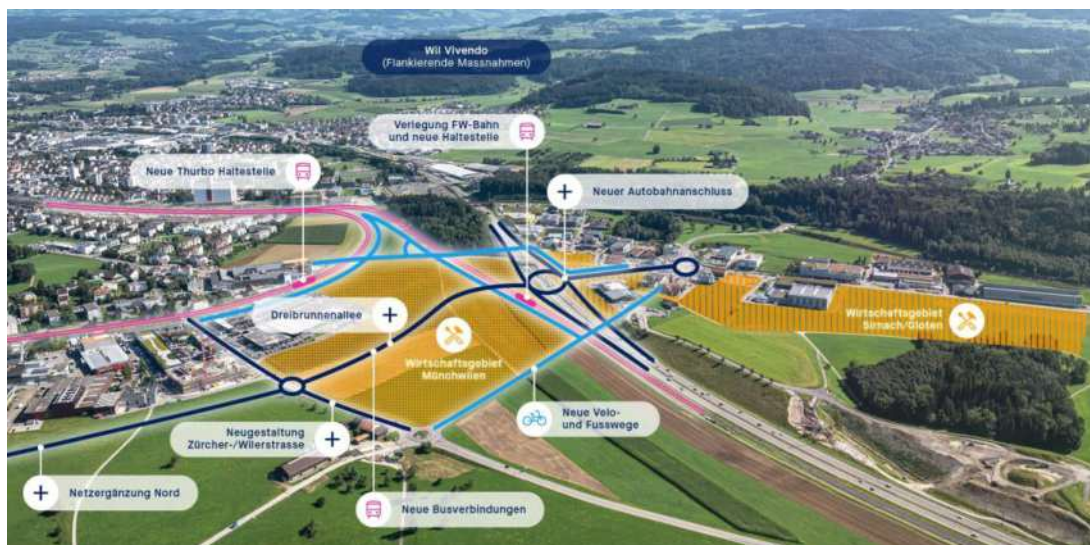 Wil Vivendo
(Flankierende Massnahmen)
Verlegung FW-Bahn
und neue Haltestelle
Neue Thurbo Haltestelle
Neuer Autobahnanschluss
Dreibrunnenallee
Wirtschaftsgebiet
Sirnach/Gloten
Wirtschaftsgebiet
Münchwilen
Neue Velo-
und Fusswege
Neugestaltung
Zürcher-/Wilerstrasse
Netzergänzung Nord
Neue Busverbindungen